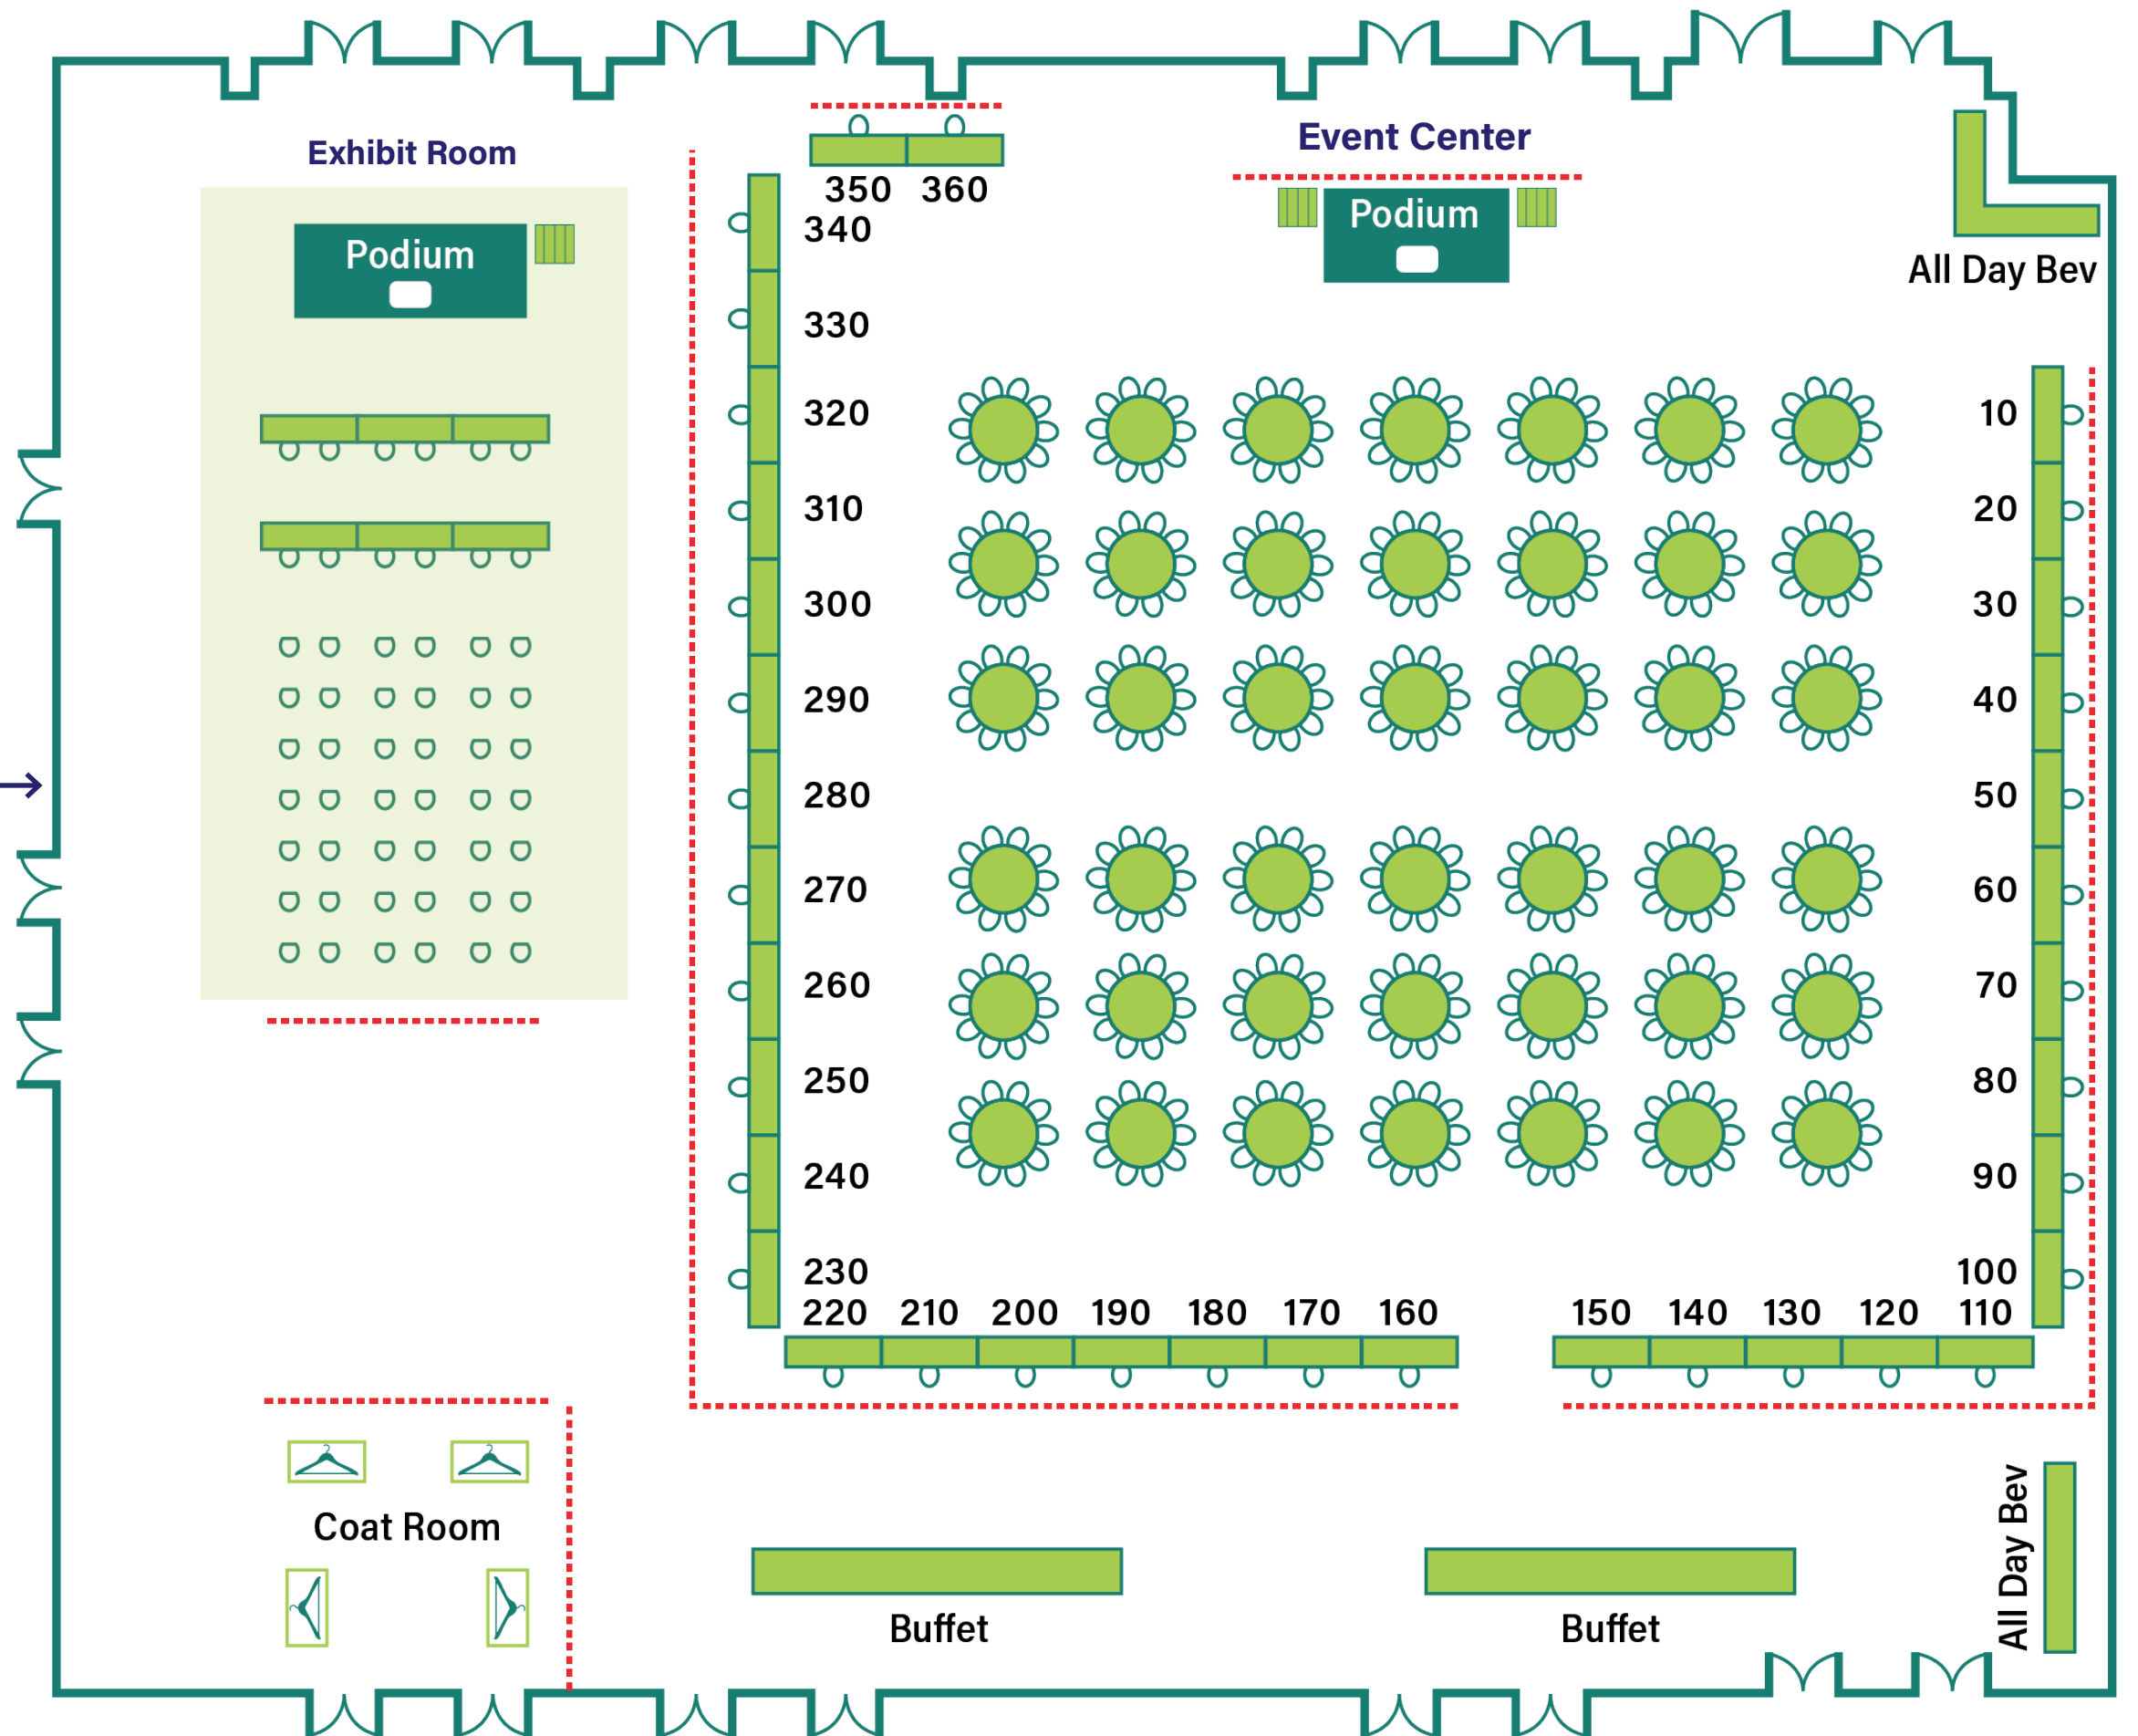 Exhibit Room
Podium
Event Center
Podium
All Day Bev
350 360
340
330
320
310
300
290
280
270
260
250
240
230
10
20
30
40
50
60
70
80
90
100
220 210 200 190 180 170 160
150 140 130 120 110
Coat Room
Buffet
Buffet
All Day Bev